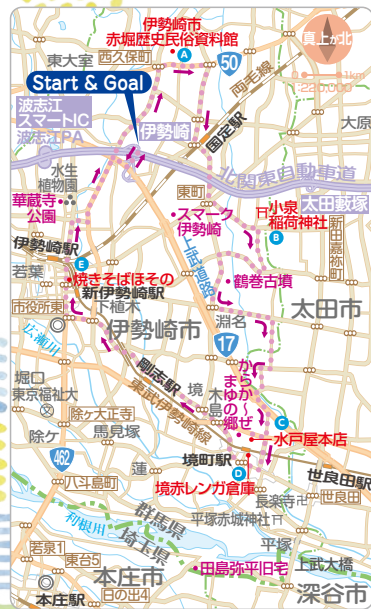 伊勢崎市
赤堀歴史民俗資料館
真上が北
東大室
西久保町
A
50
0 1km
1:220,000
両毛線
Start & Goal
波志江
スマートIC
波志江PA
伊勢崎
国定駅
大原
北関東自動車道
水生
植物園
東町
太田藪塚
華蔵寺
公園
スマーク
伊勢崎
小泉
稲荷神社
B
新田嘉祢町
伊勢崎駅
上武道路
若葉
E
焼きそばほその
新伊勢崎駅
鶴巻古墳
市役所東
下植木
太田市
伊勢崎市
淵名
広瀬川
17
堀口
剛志駅
東京福祉大
東武伊勢崎線
境
木島
からか〜ぜ
まゆの郷
除ケ大正寺
C
除ケ
馬見塚
水戸屋本店
462
蓮
境町駅
D
世良田駅
八斗島町
境赤レンガ倉庫
長楽寺
世良田
利根川
群馬県
平塚赤城神社
埼玉県
平塚
若泉1
東台5
田島弥平旧宅
上武大橋
本庄市
日の出4
本庄駅
深谷市